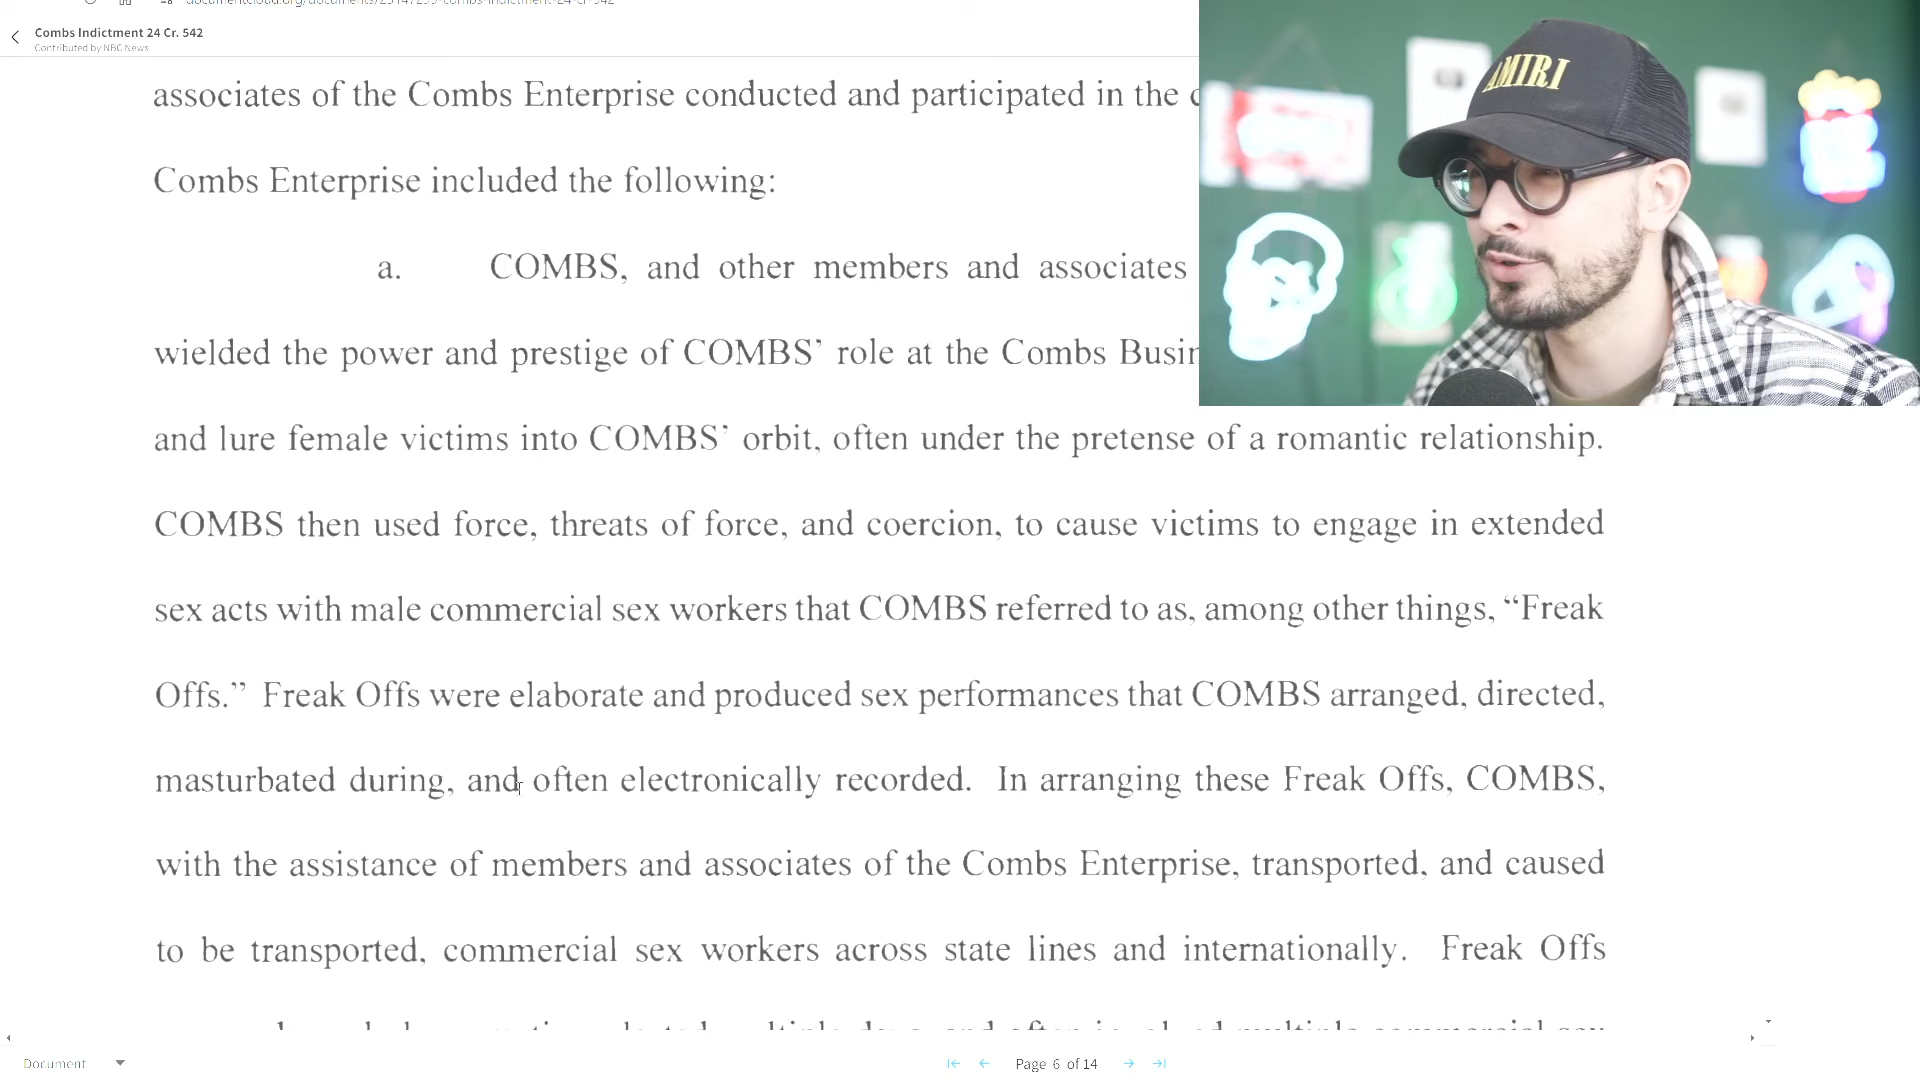 Combs Indictment 24 Cr. 542
Contributed by NBC News
AMIRI
associates of the Combs Enterprise conducted and participated in the
Combs Enterprise included the following:
a. COMBS, and other members and associates
wielded the power and prestige of COMBS’ role at the Combs
and lure female victims into COMBS’ orbit, often under the pretense of a romantic relationship.
COMBS then used force, threats of force, and coercion, to cause victims to engage in extended
sex acts with male commercial sex workers that COMBS referred to as, among other things, “Freak
Offs.” Freak Offs were elaborate and produced sex performances that COMBS arranged, directed,
masturbated during, and often electronically recorded. In arranging these Freak Offs, COMBS,
with the assistance of members and associates of the Combs Enterprise, transported, and caused
to be transported, commercial sex workers across state lines and internationally. Freak Offs
Document
Page 6 of 14